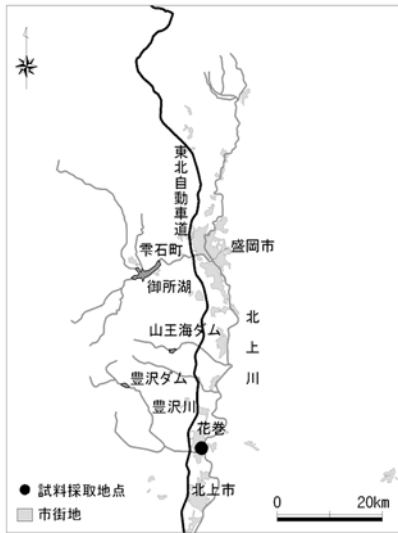 東北自動車道
雫石町
盛岡市
御所湖
北上川
山王海ダム
豊沢ダム
豊沢川
花巻
北上市
● 試料採取地点
市街地
0 20km